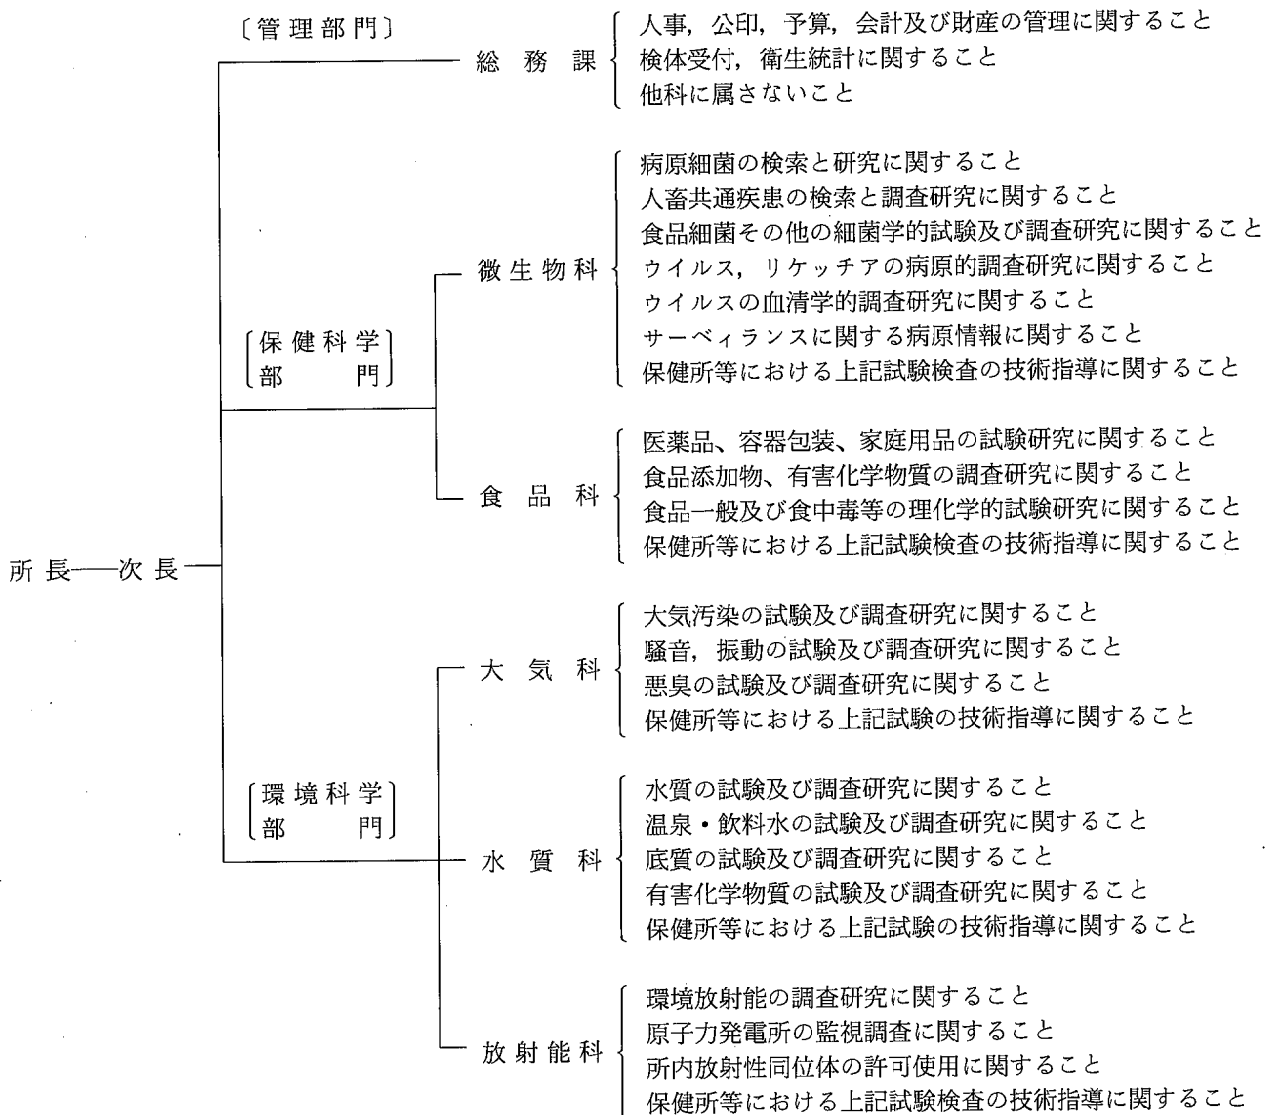 〔管理部門〕
総務課
人事，公印，予算，会計及び財産の管理に関すること
検体受付，衛生統計に関すること
他科に属さないこと
〔保健科学
部門〕
微生物科
病原細菌の検索と研究に関すること
人畜共通疾患の検索と調査研究に関すること
食品細菌その他の細菌学的試験及び調査研究に関すること
ウイルス，リケッチアの病原的調査研究に関すること
ウイルスの血清学的調査研究に関すること
サーベィランスに関する病原情報に関すること
保健所等における上記試験検査の技術指導に関すること
食品科
医薬品、容器包装、家庭用品の試験研究に関すること
食品添加物、有害化学物質の調査研究に関すること
食品一般及び食中毒等の理化学的試験研究に関すること
保健所等における上記試験検査の技術指導に関すること
所長――次長
〔環境科学
部門〕
大気科
大気汚染の試験及び調査研究に関すること
騒音，振動の試験及び調査研究に関すること
悪臭の試験及び調査研究に関すること
保健所等における上記試験の技術指導に関すること
水質科
水質の試験及び調査研究に関すること
温泉・飲料水の試験及び調査研究に関すること
底質の試験及び調査研究に関すること
有害化学物質の試験及び調査研究に関すること
保健所等における上記試験の技術指導に関すること
放射能科
環境放射能の調査研究に関すること
原子力発電所の監視調査に関すること
所内放射性同位体の許可使用に関すること
保健所等における上記試験検査の技術指導に関すること